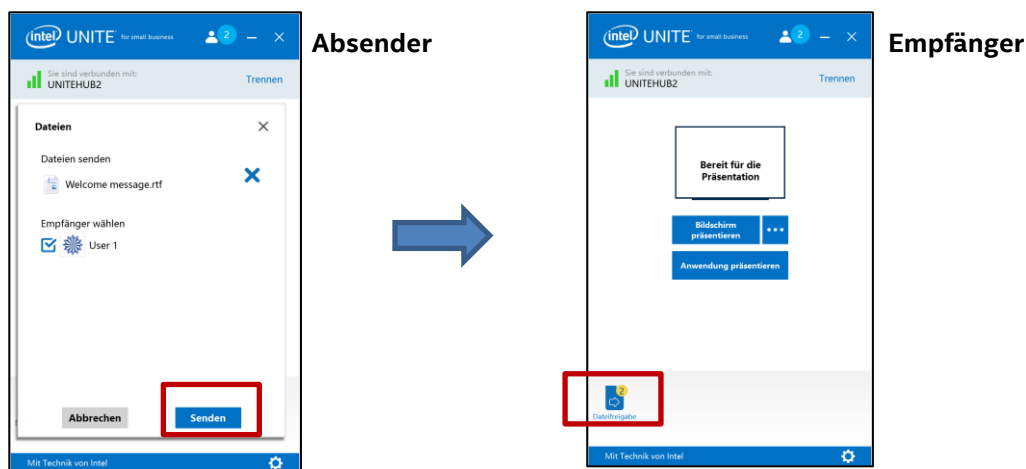 intel UNITE for small business 2
Absender
Sie sind verbunden mit:
UNITEHUB2
Trennen
Dateien
Dateien senden
Welcome message.rtf
Empfänger wählen
User 1
Abbrechen
Senden
Mit Technik von Intel
intel UNITE for small business 2
Empfänger
Sie sind verbunden mit:
UNITEHUB2
Trennen
Bereit für die
Präsentation
Bildschirm
präsentieren
Anwendung präsentieren
2
Dateifreigabe
Mit Technik von Intel